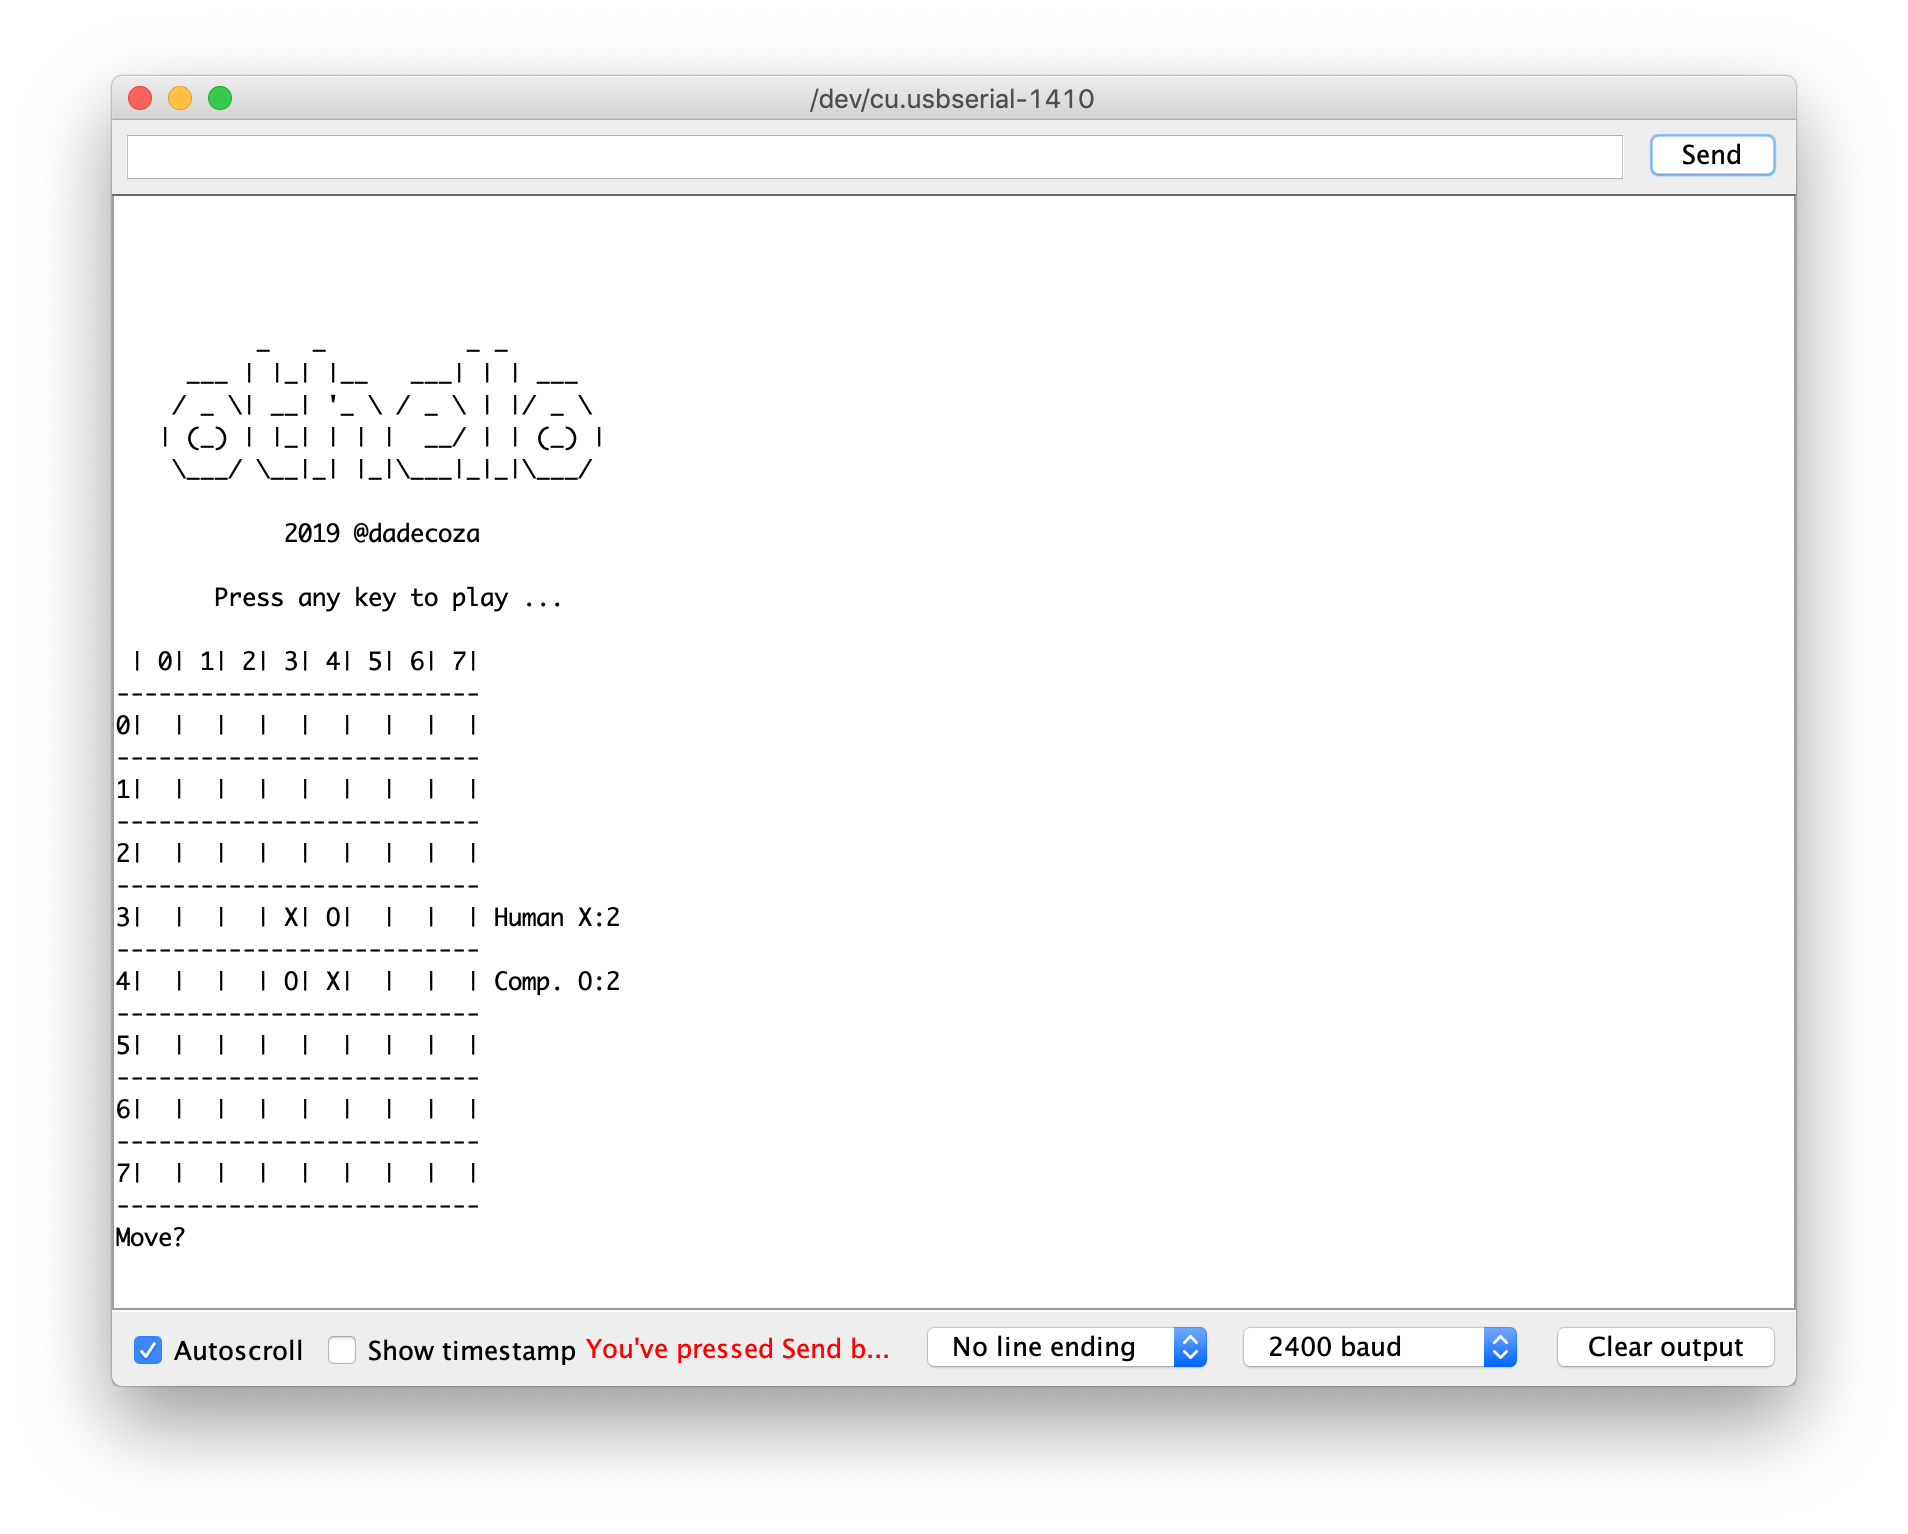 /dev/cu.usbserial-1410
Send
           _   _           _ _
      ___ | |_| |__   ___| | | ___
     / _ \| __| '_ \ / _ \ | |/ _ \
    | (_) | |_| | | |  __/ | | (_) |
     \___/ \__|_| |_|\___|_|_|\___/
2019 @dadecoza
Press any key to play ...
 | 0| 1| 2| 3| 4| 5| 6| 7|
--------------------------
0|  |  |  |  |  |  |  |  |
--------------------------
1|  |  |  |  |  |  |  |  |
--------------------------
2|  |  |  |  |  |  |  |  |
--------------------------
3|  |  |  | X| O|  |  |  | Human X:2
--------------------------
4|  |  |  | O| X|  |  |  | Comp. O:2
--------------------------
5|  |  |  |  |  |  |  |  |
--------------------------
6|  |  |  |  |  |  |  |  |
--------------------------
7|  |  |  |  |  |  |  |  |
--------------------------
Move?
Autoscroll Show timestamp You've pressed Send b... No line ending 2400 baud Clear output